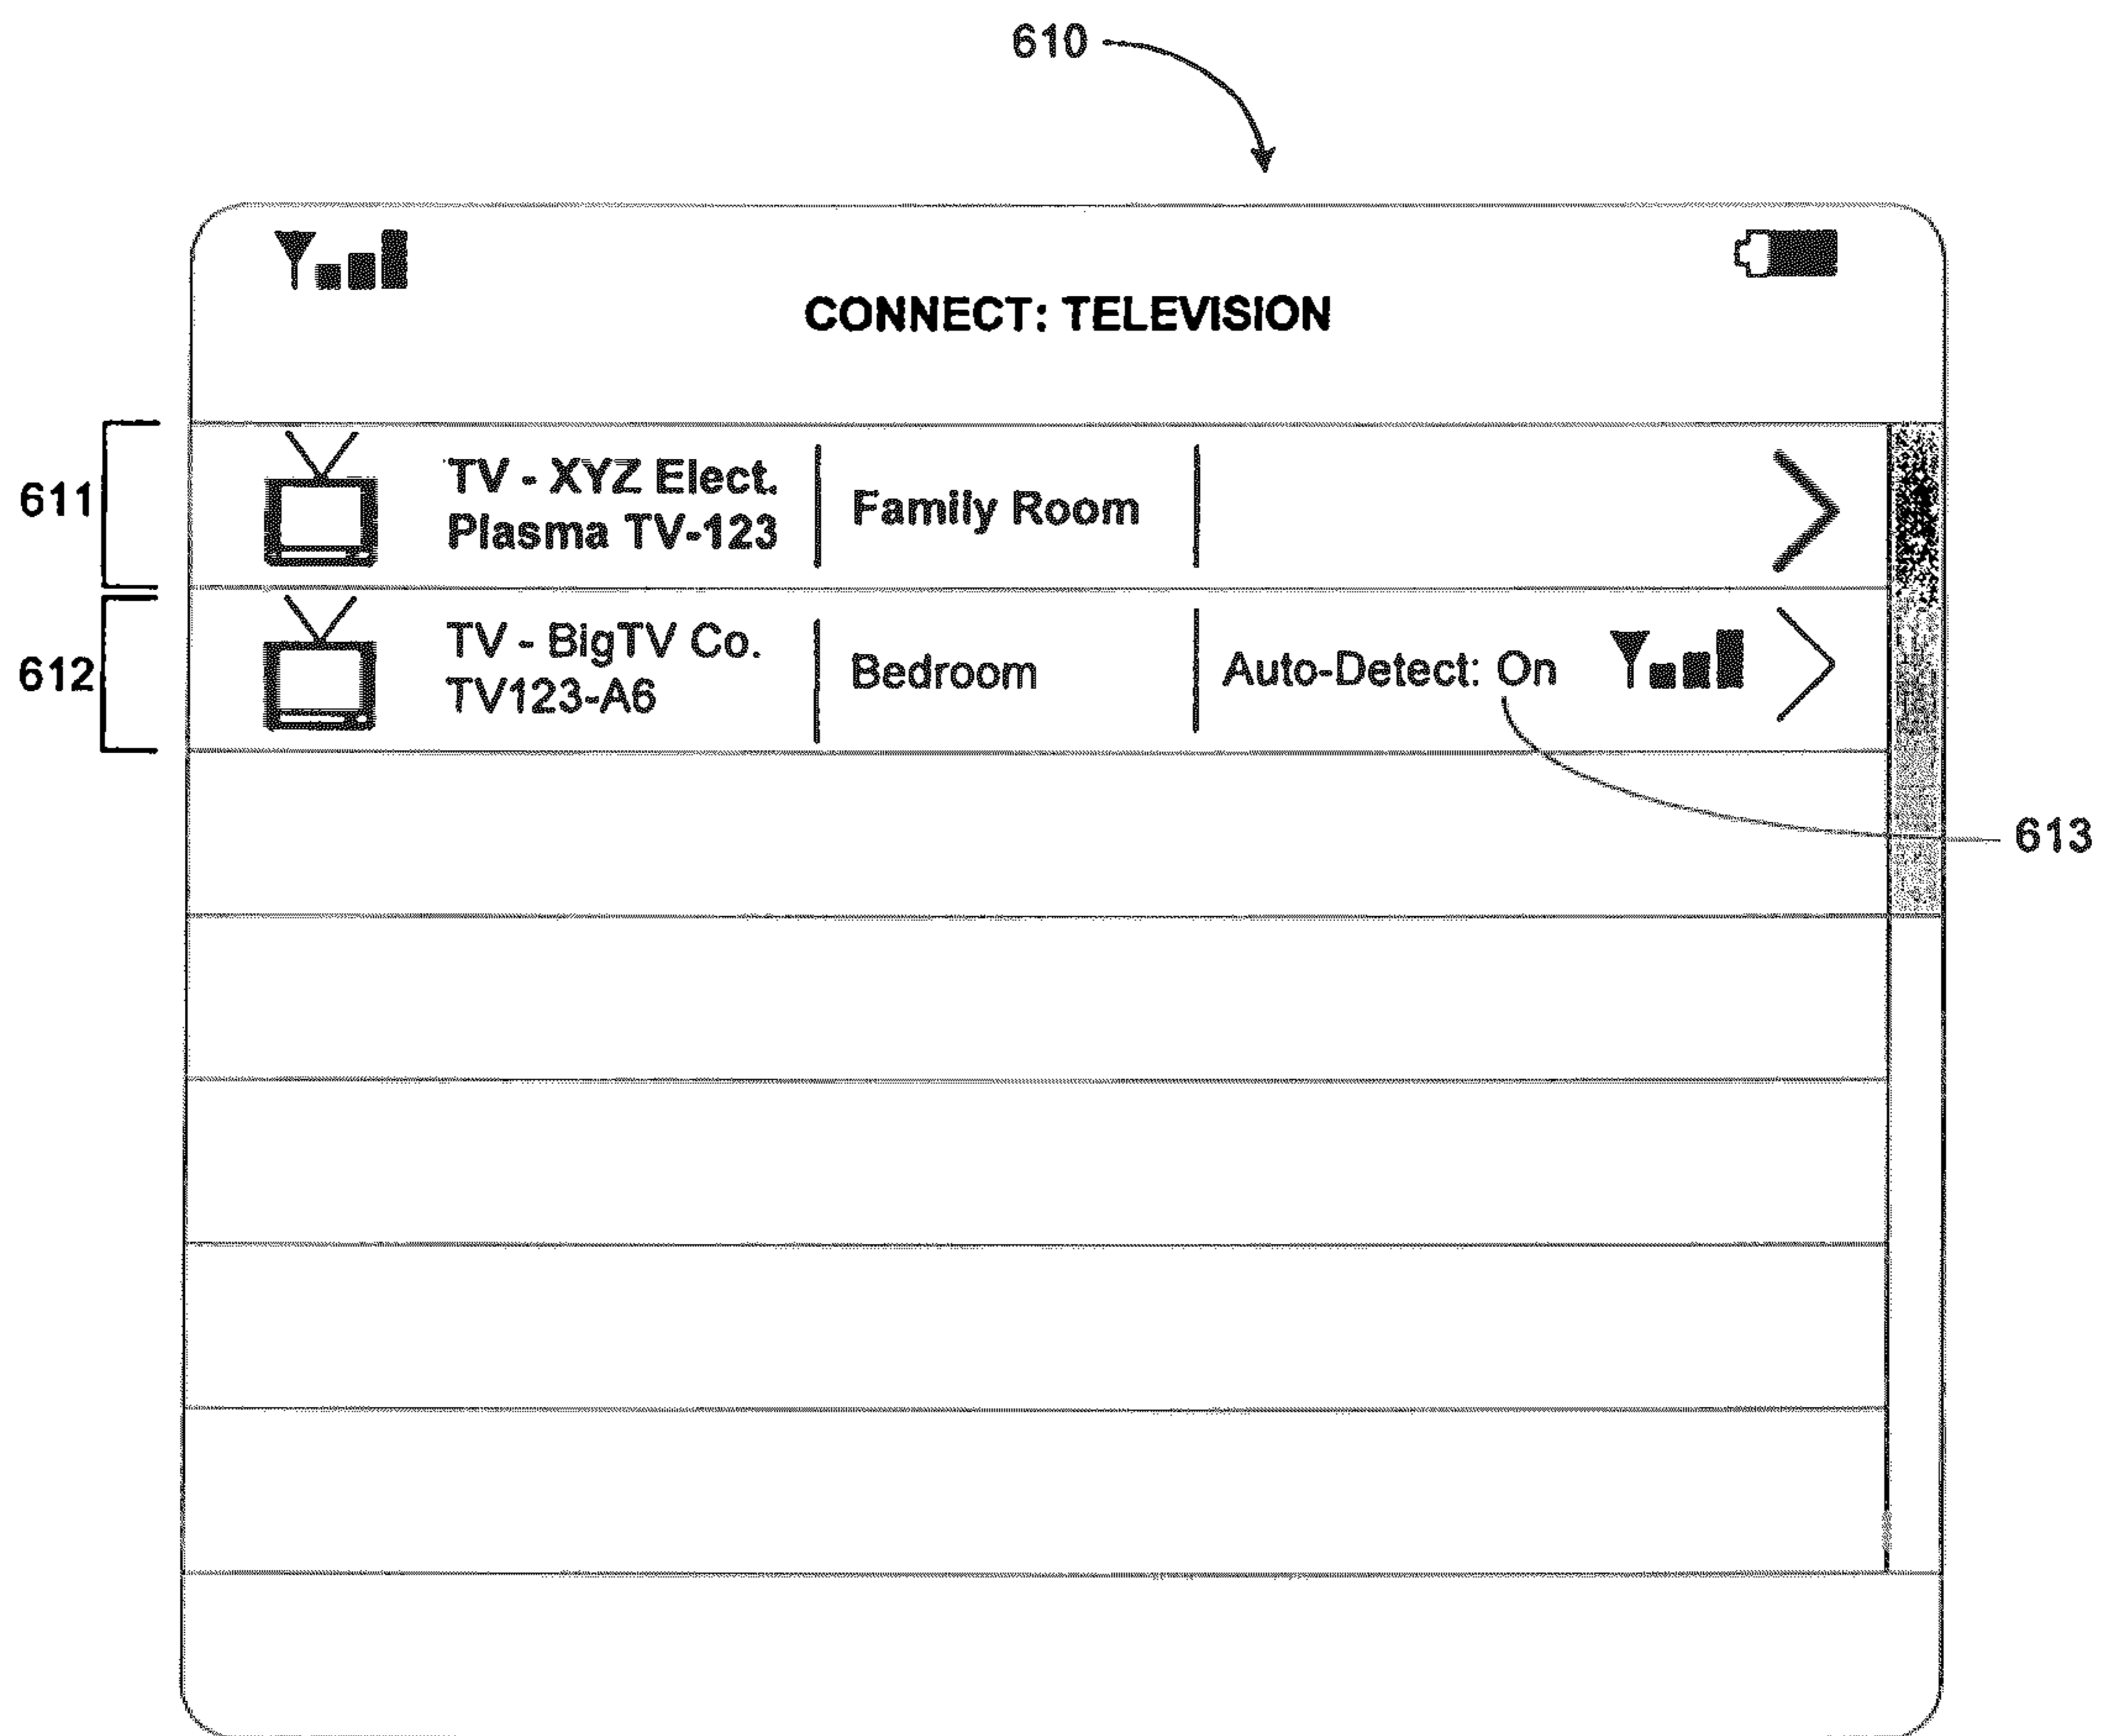 610
CONNECT: TELEVISION
611
TV - XYZ Elect.
Plasma TV-123
Family Room
612
TV - BigTV Co.
TV123-A6
Bedroom
Auto-Detect: On
613